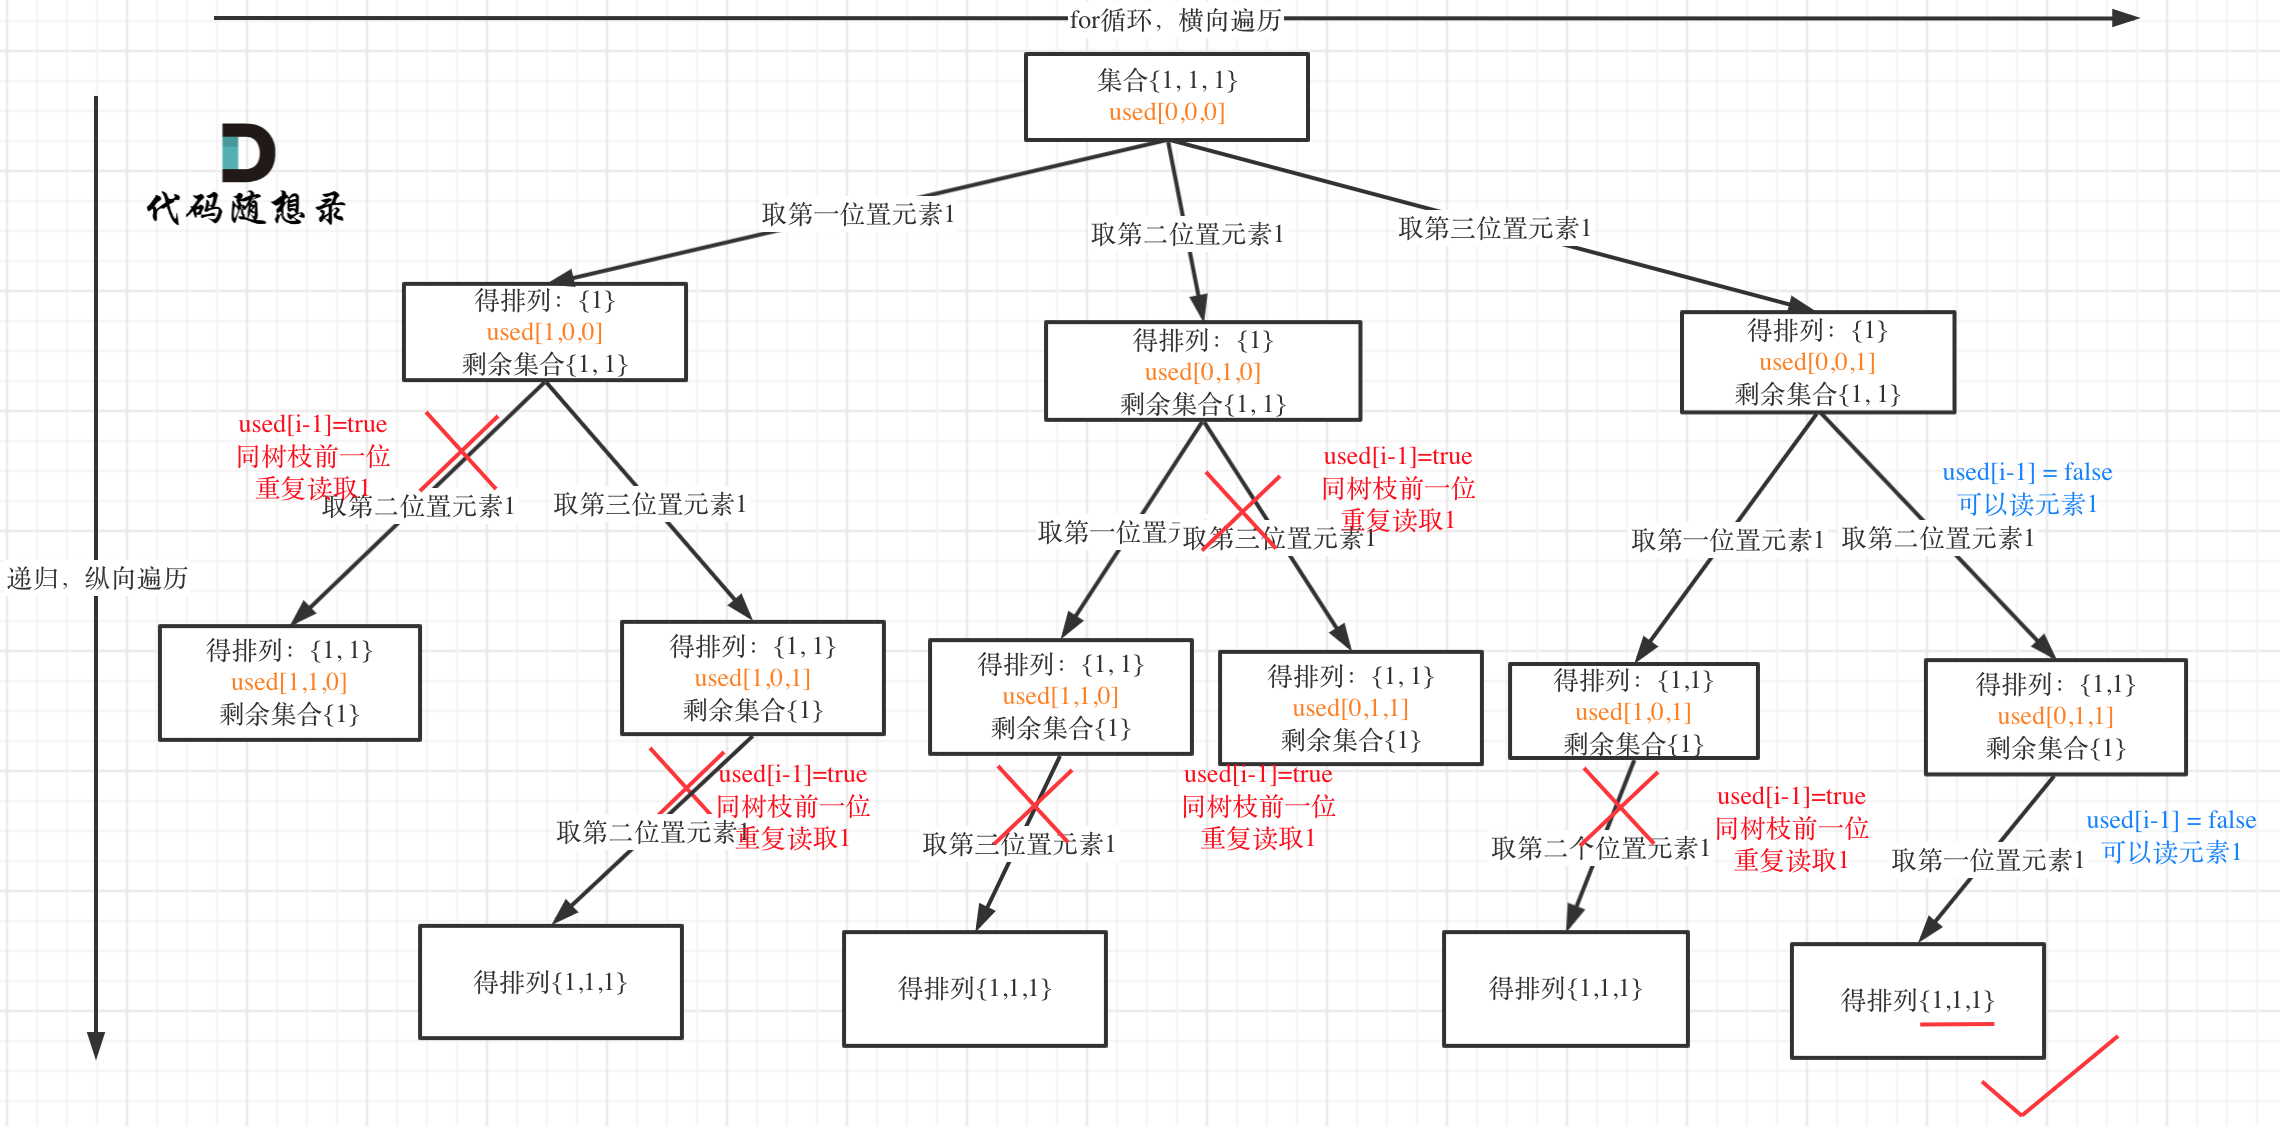 for循环，横向遍历
集合{1, 1, 1}
used[0,0,0]
代码随想录
取第一位置元素1
取第二位置元素1
取第三位置元素1
得排列：{1}
used[1,0,0]
剩余集合{1, 1}
得排列：{1}
used[0,1,0]
剩余集合{1, 1}
得排列：{1}
used[0,0,1]
剩余集合{1, 1}
used[i-1]=true
同树枝前一位
重复读取1
取第二位置元素1
取第三位置元素1
used[i-1]=true
同树枝前一位
重复读取1
取第一位置
取第三位置元素1
used[i-1] = false
可以读元素1
取第一位置元素1
取第二位置元素1
递归，纵向遍历
得排列：{1, 1}
used[1,1,0]
剩余集合{1}
得排列：{1, 1}
used[1,0,1]
剩余集合{1}
得排列：{1, 1}
used[1,1,0]
剩余集合{1}
得排列：{1, 1}
used[0,1,1]
剩余集合{1}
得排列：{1,1}
used[1,0,1]
剩余集合{1}
得排列：{1,1}
used[0,1,1]
剩余集合{1}
used[i-1]=true
同树枝前一位
重复读取1
取第二位置元素1
used[i-1]=true
同树枝前一位
重复读取1
取第三位置元素1
used[i-1]=true
同树枝前一位
重复读取1
取第二个位置元素1
used[i-1] = false
可以读元素1
取第一位置元素1
得排列{1,1,1}
得排列{1,1,1}
得排列{1,1,1}
得排列{1,1,1}